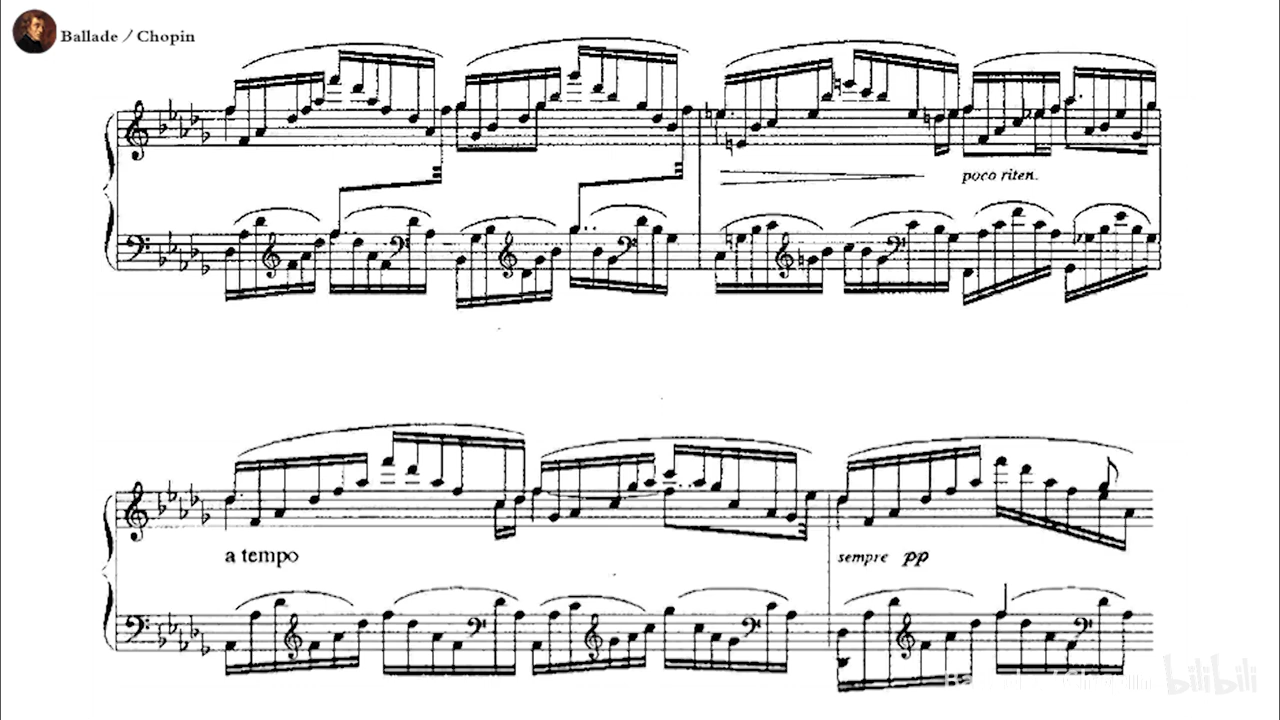 Ballade / Chopin
poco riten.
a tempo
sempre pp
bilibili